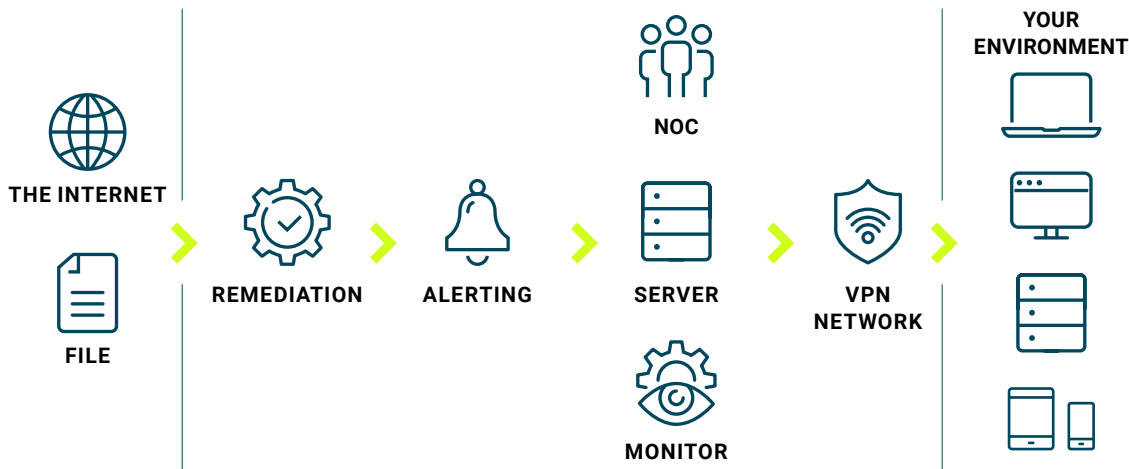 THE INTERNET
FILE
REMEDIATION
ALERTING
NOC
SERVER
MONITOR
VPN
NETWORK
YOUR
ENVIRONMENT